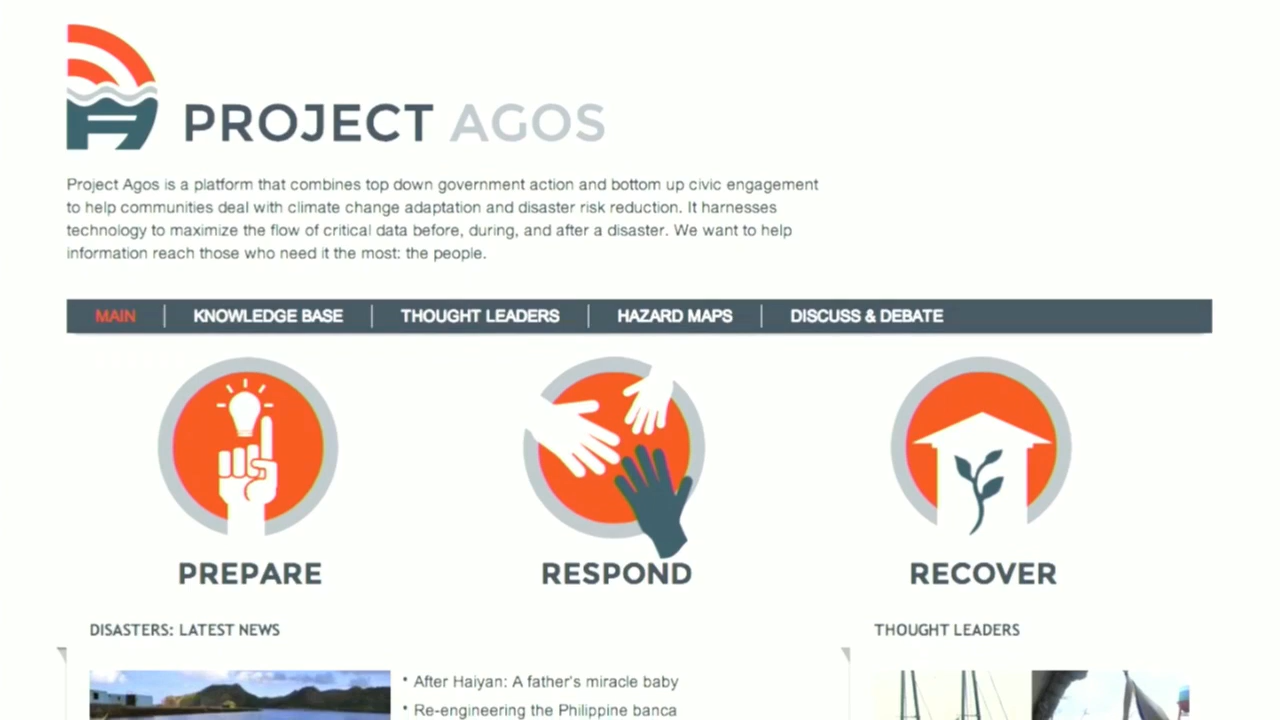 PROJECT AGOS
Project Agos is a platform that combines top down government action and bottom up civic engagement
to help communities deal with climate change adaptation and disaster risk reduction. It harnesses
technology to maximize the flow of critical data before, during, and after a disaster. We want to help
information reach those who need it the most: the people.
MAIN
KNOWLEDGE BASE
THOUGHT LEADERS
HAZARD MAPS
DISCUSS & DEBATE
PREPARE
RESPOND
RECOVER
DISASTERS: LATEST NEWS
THOUGHT LEADERS
• After Haiyan: A father's miracle baby
• Re-engineering the Philippine banca